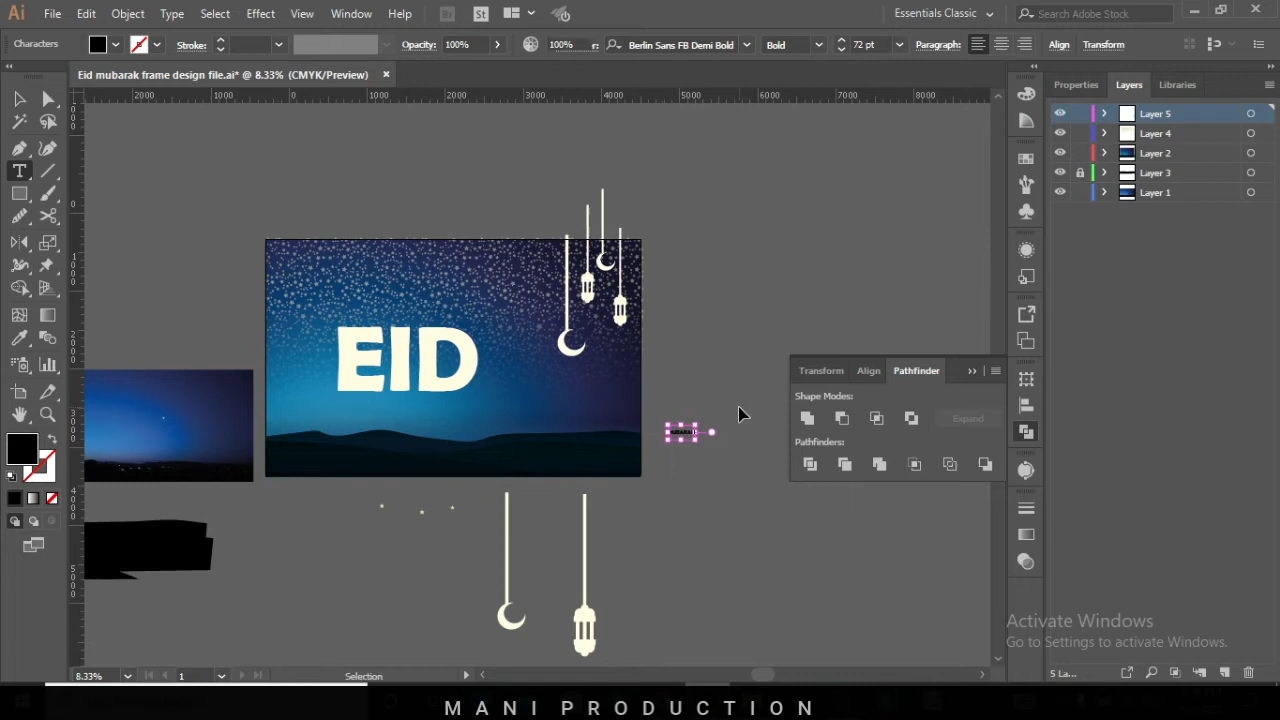 Ai File Edit Object Type Select Effect View Window Help Br St Essentials Classic Search Adobe Stock
Characters Stroke: Opacity: 100% 100% Berlin Sans FB Demi Bold Bold 72 pt Paragraph: Align Transform
Eid mubarak frame design file.ai* @ 8.33% (CMYK/Preview)
Properties Layers Libraries
2000 1000 0 1000 2000 3000 4000 5000 6000 7000 8000
Layer 5
Layer 4
Layer 2
Layer 3
Layer 1
EID
Transform Align Pathfinder
Shape Modes:
Expand
Pathfinders:
Activate Windows
Go to Settings to activate Windows.
8.33% 1 Selection 5 La...
MANI PRODUCTION